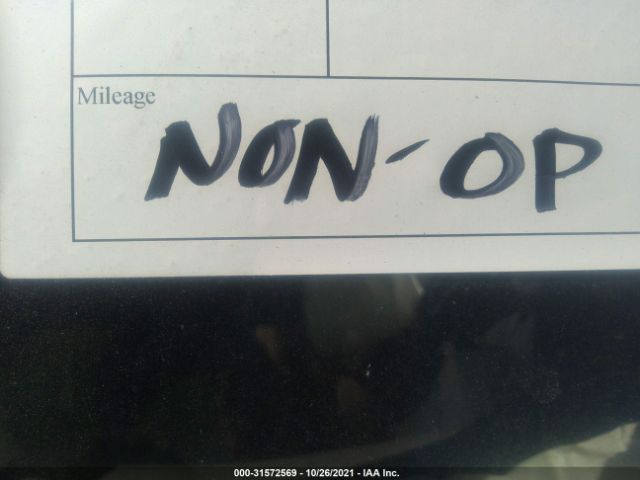 Mileage
NON-OP
000-31572569 - 10/26/2021 - IAA Inc.